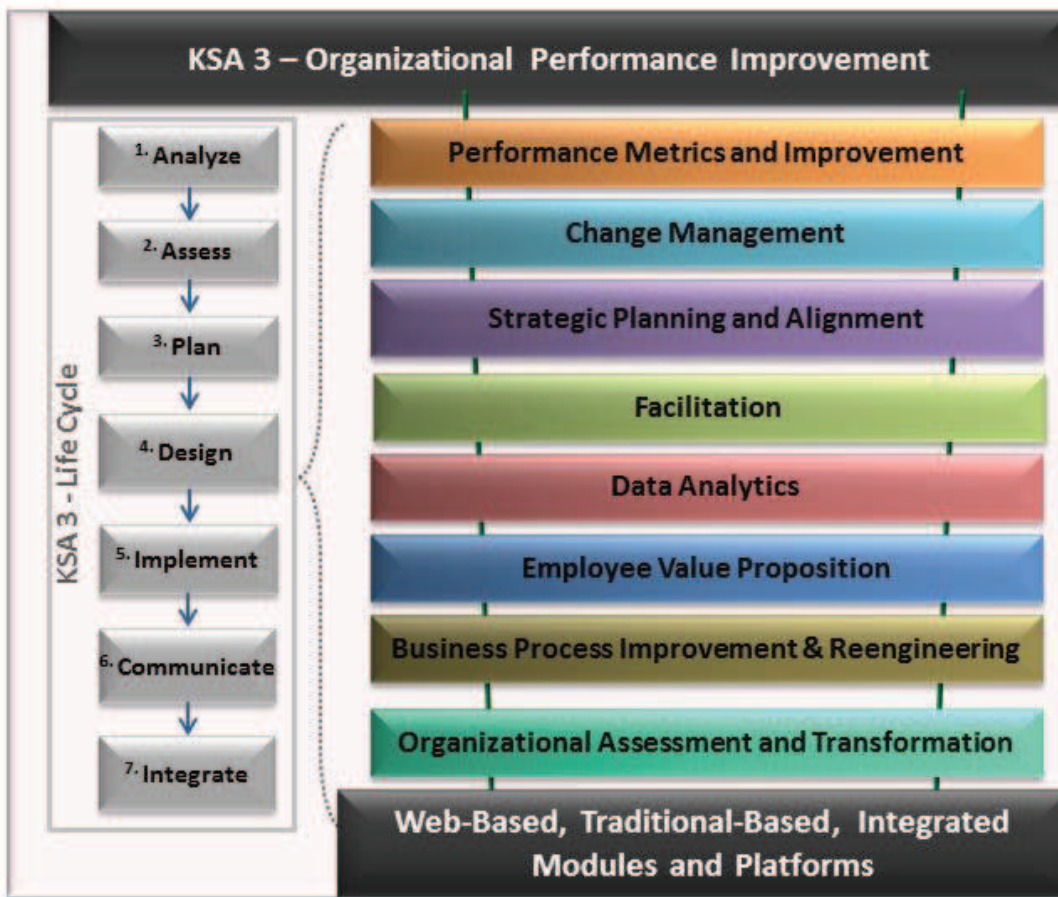 KSA 3 – Organizational Performance Improvement
KSA 3 - Life Cycle
1. Analyze
2. Assess
3. Plan
4. Design
5. Implement
6. Communicate
7. Integrate
Performance Metrics and Improvement
Change Management
Strategic Planning and Alignment
Facilitation
Data Analytics
Employee Value Proposition
Business Process Improvement & Reengineering
Organizational Assessment and Transformation
Web-Based, Traditional-Based, Integrated
Modules and Platforms